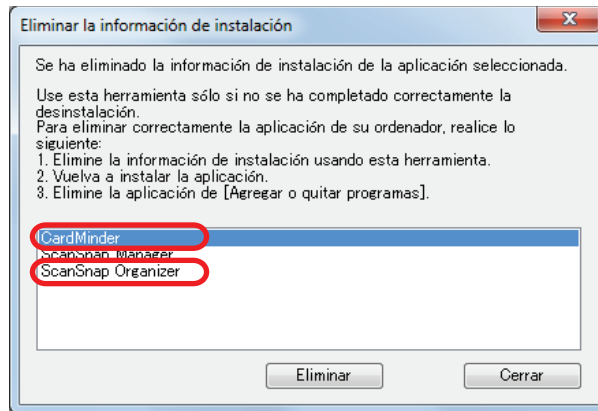 Eliminar la información de instalación
Se ha eliminado la información de instalación de la aplicación seleccionada.
Use esta herramienta sólo si no se ha completado correctamente la
desinstalación.
Para eliminar correctamente la aplicación de su ordenador, realice lo
siguiente:
1. Elimine la información de instalación usando esta herramienta.
2. Vuelva a instalar la aplicación.
3. Elimine la aplicación de [Agregar o quitar programas].
CardMinder
ScanSnap Manager
ScanSnap Organizer
Eliminar
Cerrar